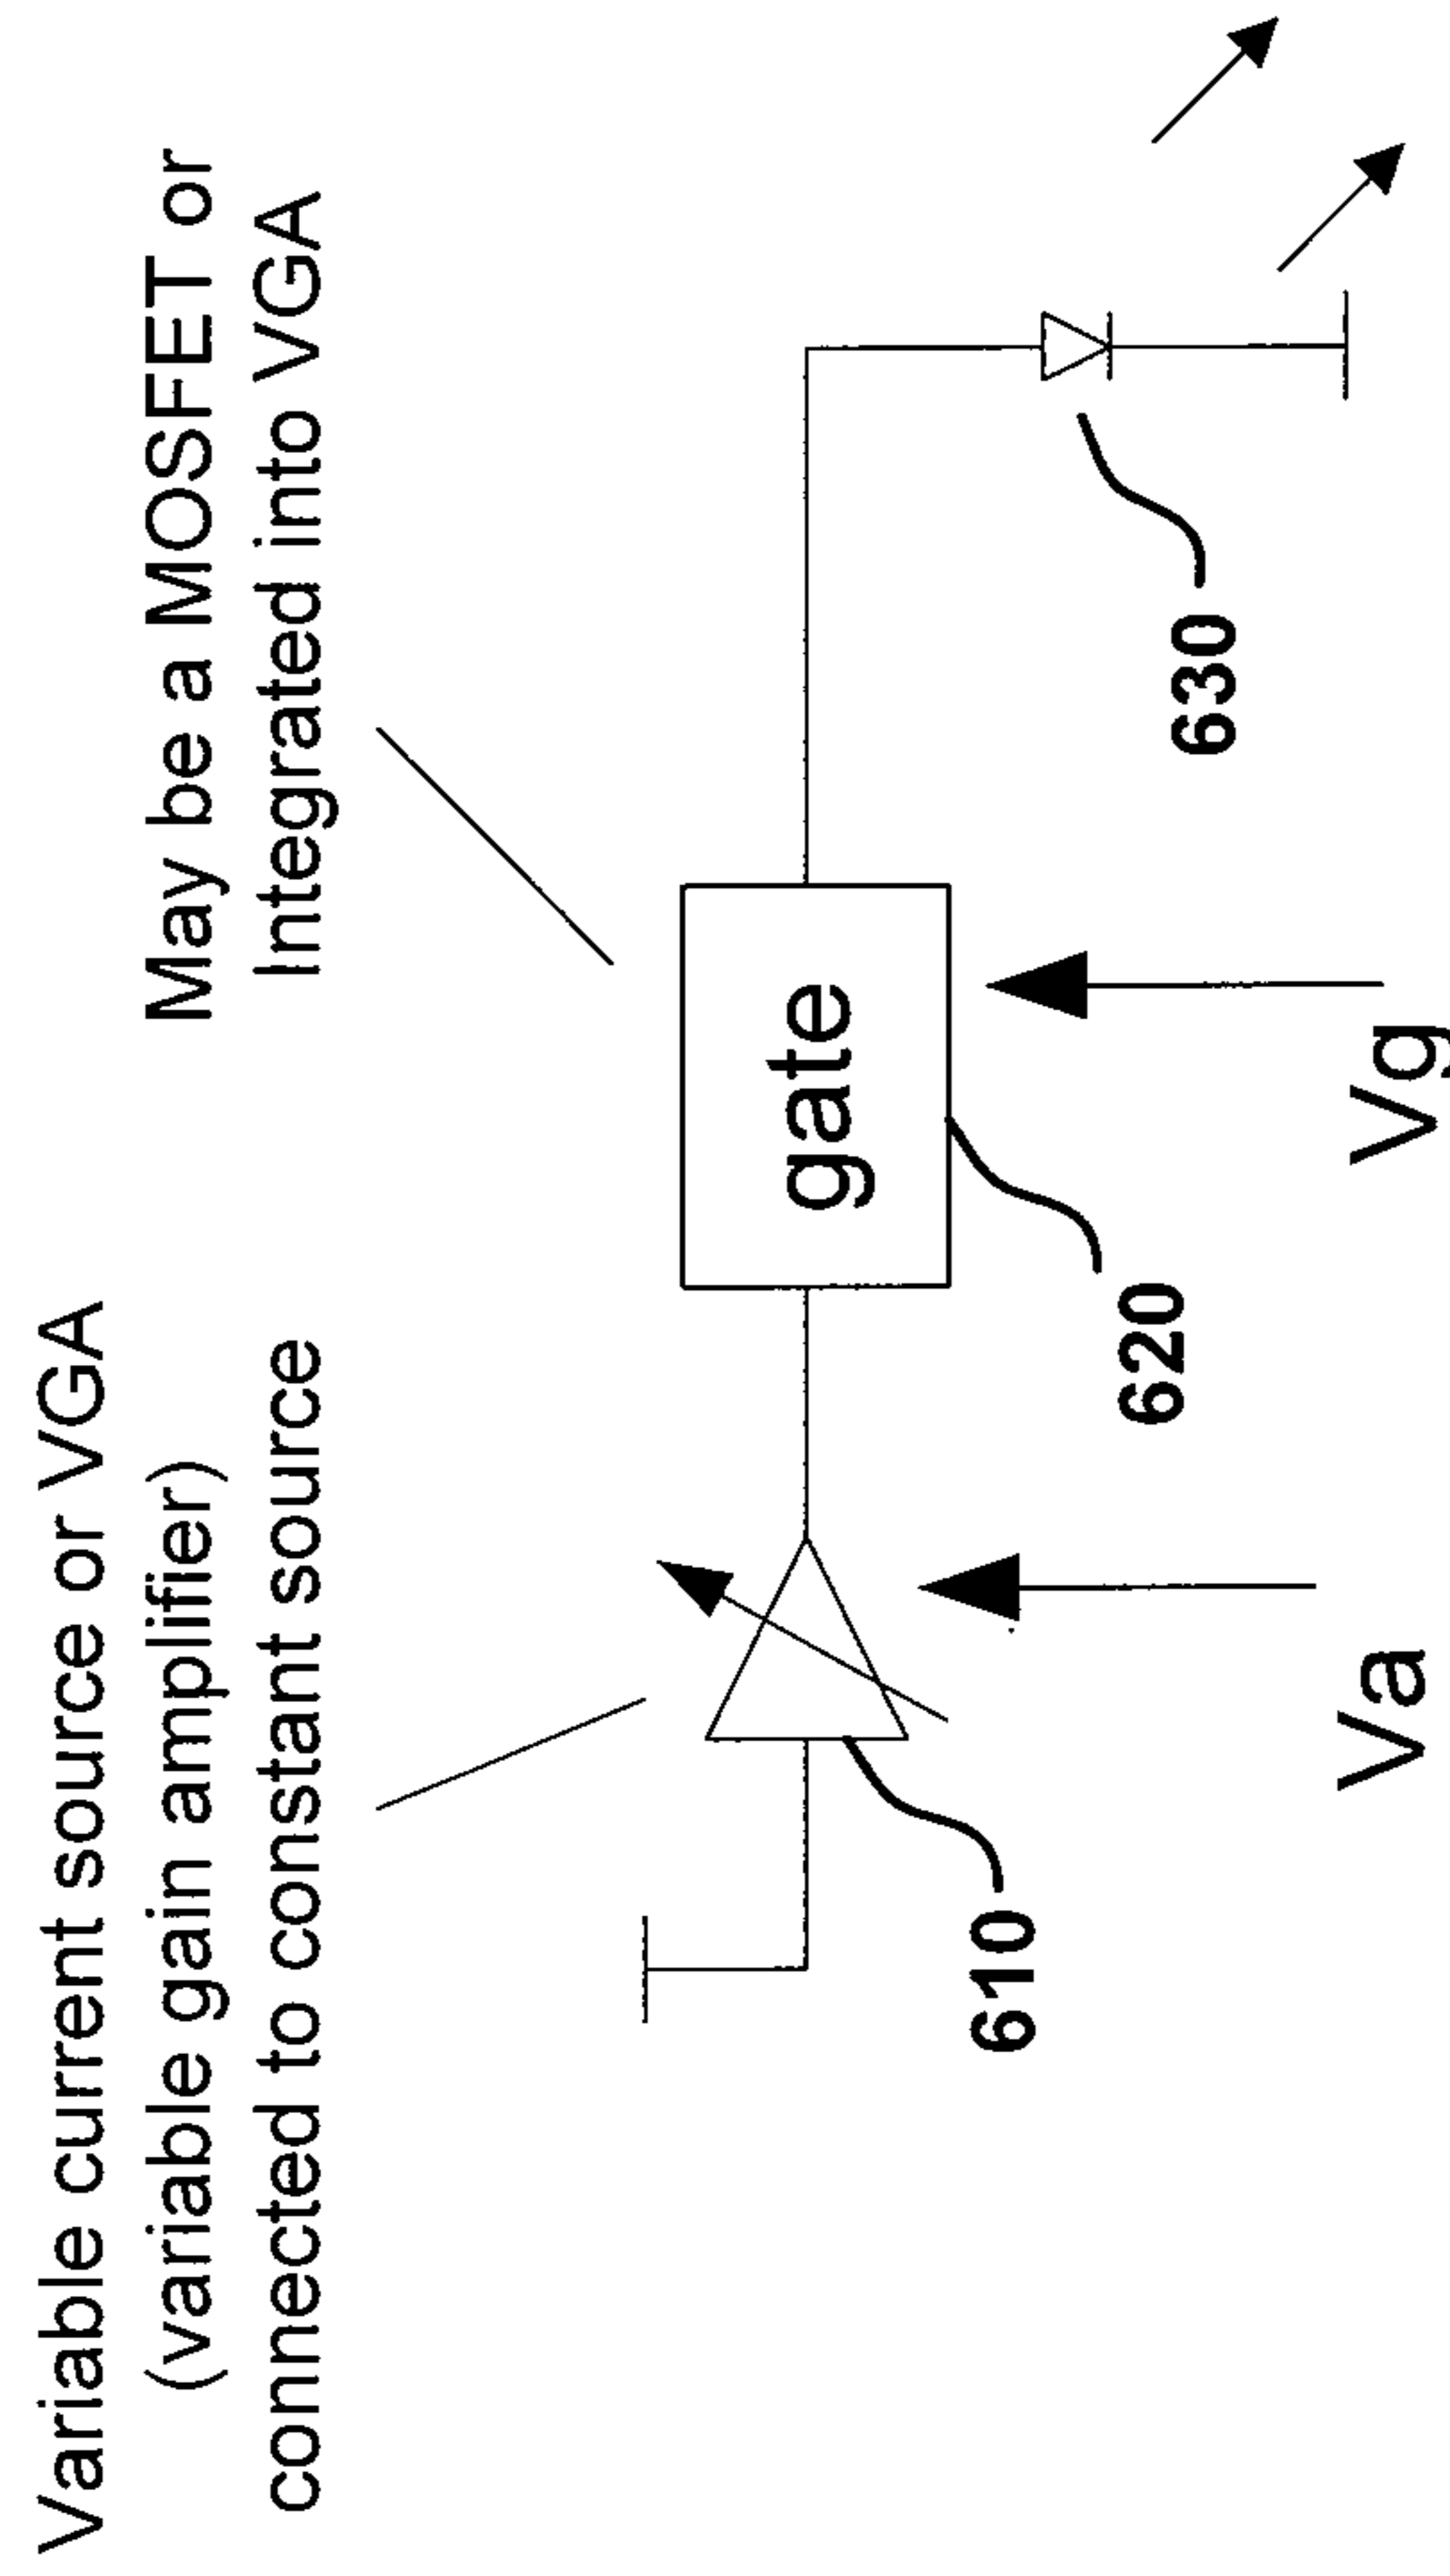 Variable current source or VGA
(variable gain amplifier)
connected to constant source
May be a MOSFET or
Integrated into VGA
gate
610
620
630
Va
Vg